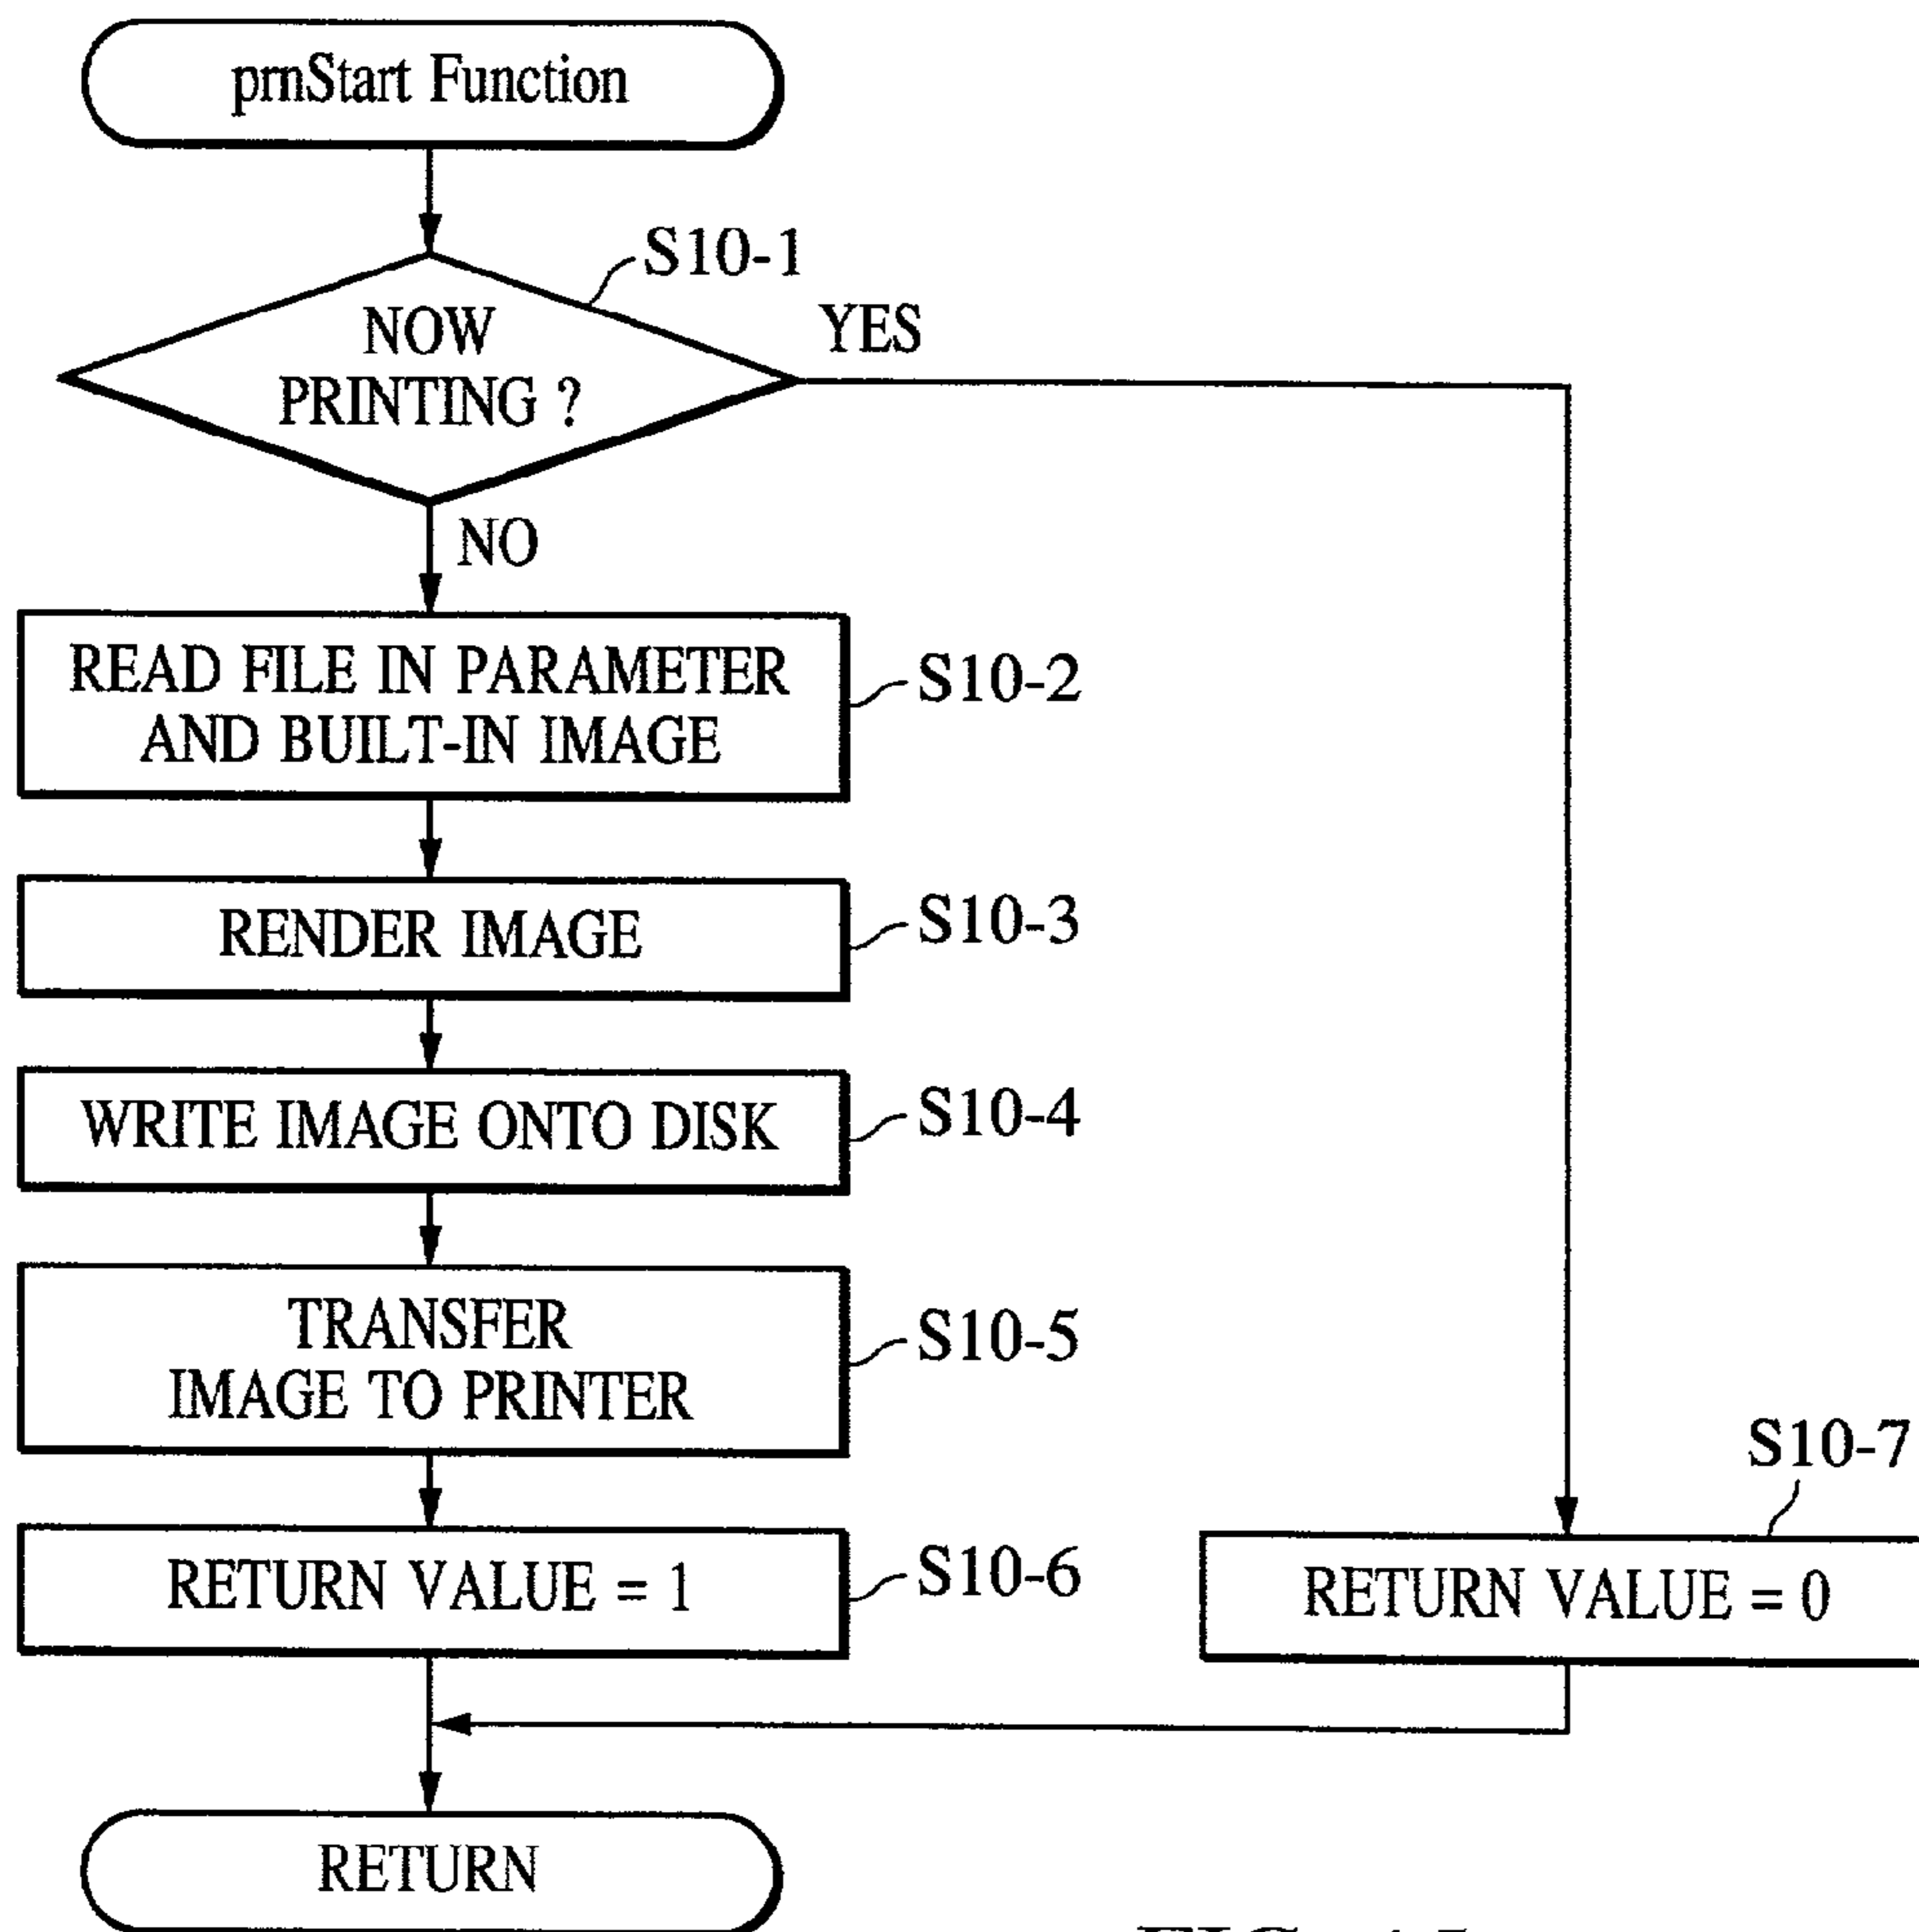 prnStart Function
S10-1
NOW
PRINTING ?
YES
NO
READ FILE IN PARAMETER
AND BUILT-IN IMAGE
S10-2
RENDER IMAGE
S10-3
WRITE IMAGE ONTO DISK
S10-4
TRANSFER
IMAGE TO PRINTER
S10-5
RETURN VALUE = 1
S10-6
S10-7
RETURN VALUE = 0
RETURN